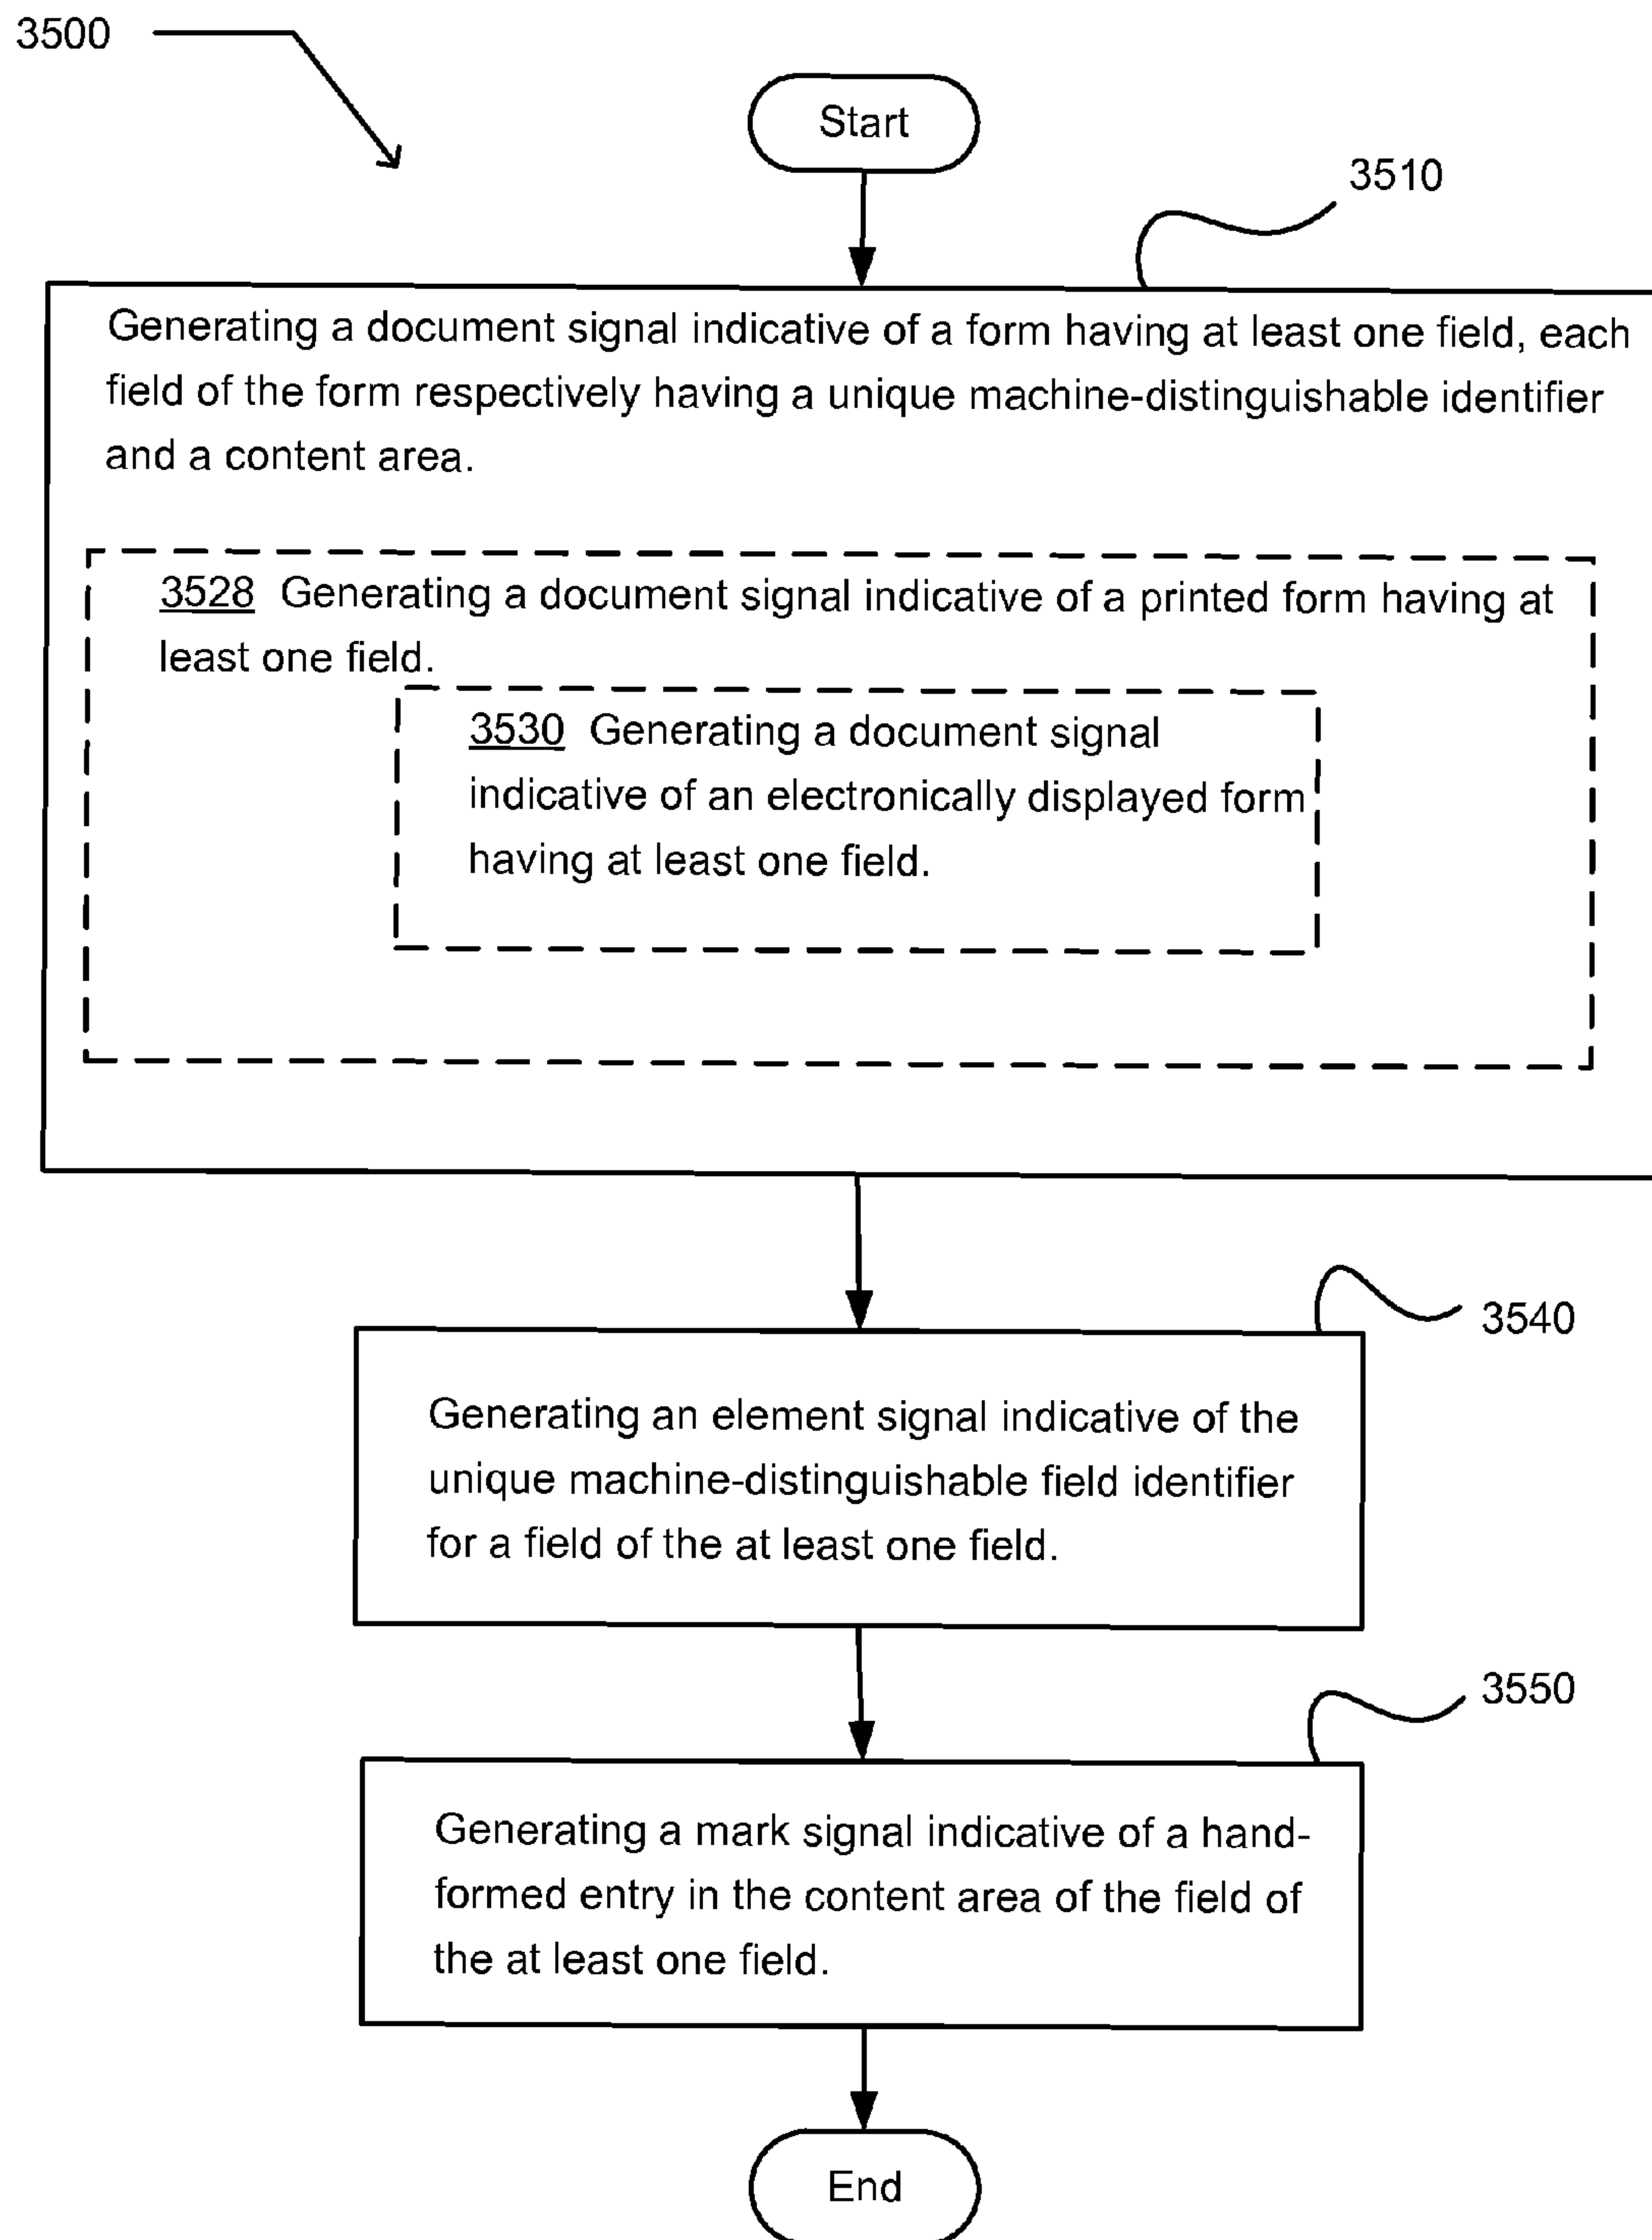 3500
Start
3510
Generating a document signal indicative of a form having at least one field, each
field of the form respectively having a unique machine-distinguishable identifier
and a content area.
3528 Generating a document signal indicative of a printed form having at
least one field.
3530 Generating a document signal
indicative of an electronically displayed form
having at least one field.
3540
Generating an element signal indicative of the
unique machine-distinguishable field identifier
for a field of the at least one field.
3550
Generating a mark signal indicative of a hand-
formed entry in the content area of the field of
the at least one field.
End